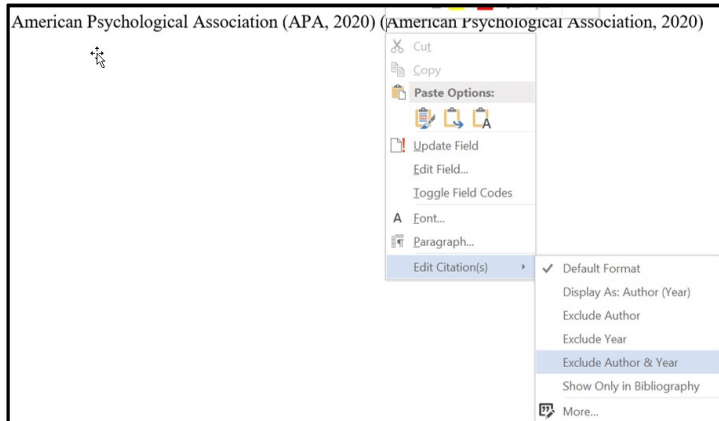 American Psychological Association (APA, 2020) (American Psychological Association, 2020)
Cut
Copy
Paste Options:
A
Update Field
Edit Field...
Toggle Field Codes
A Font...
Paragraph...
Edit Citation(s)
Default Format
Display As: Author (Year)
Exclude Author
Exclude Year
Exclude Author & Year
Show Only in Bibliography
More...